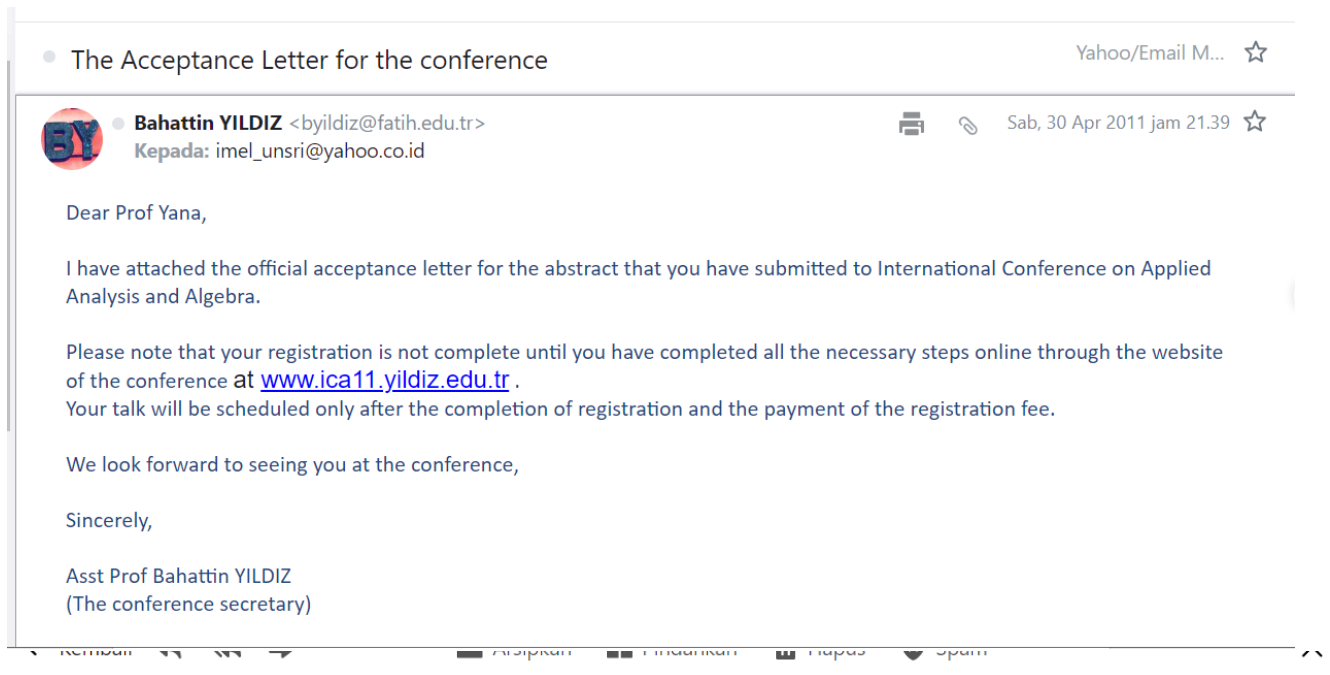 The Acceptance Letter for the conference
Yahoo/Email M...
BY
Bahattin YILDIZ <byildiz@fatih.edu.tr>
Sab, 30 Apr 2011 jam 21.39
Kepada: imel_unsri@yahoo.co.id
Dear Prof Yana,
I have attached the official acceptance letter for the abstract that you have submitted to International Conference on Applied
Analysis and Algebra.
Please note that your registration is not complete until you have completed all the necessary steps online through the website
of the conference at www.ica11.yildiz.edu.tr .
Your talk will be scheduled only after the completion of registration and the payment of the registration fee.
We look forward to seeing you at the conference,
Sincerely,
Asst Prof Bahattin YILDIZ
(The conference secretary)
Kembali Arsipkan Pindahkan Hapus Spam